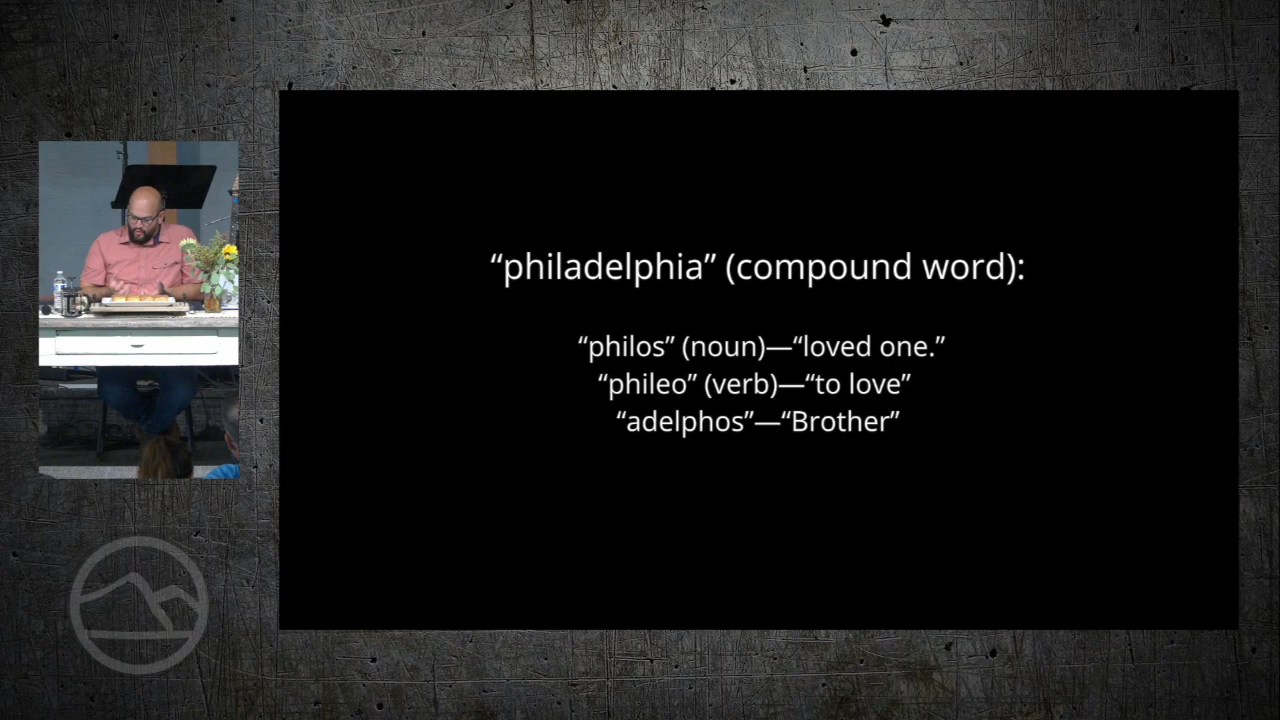 “philadelphia” (compound word):
“philos” (noun)—“loved one.”
“phileo” (verb)—“to love”
“adelphos”—“Brother”